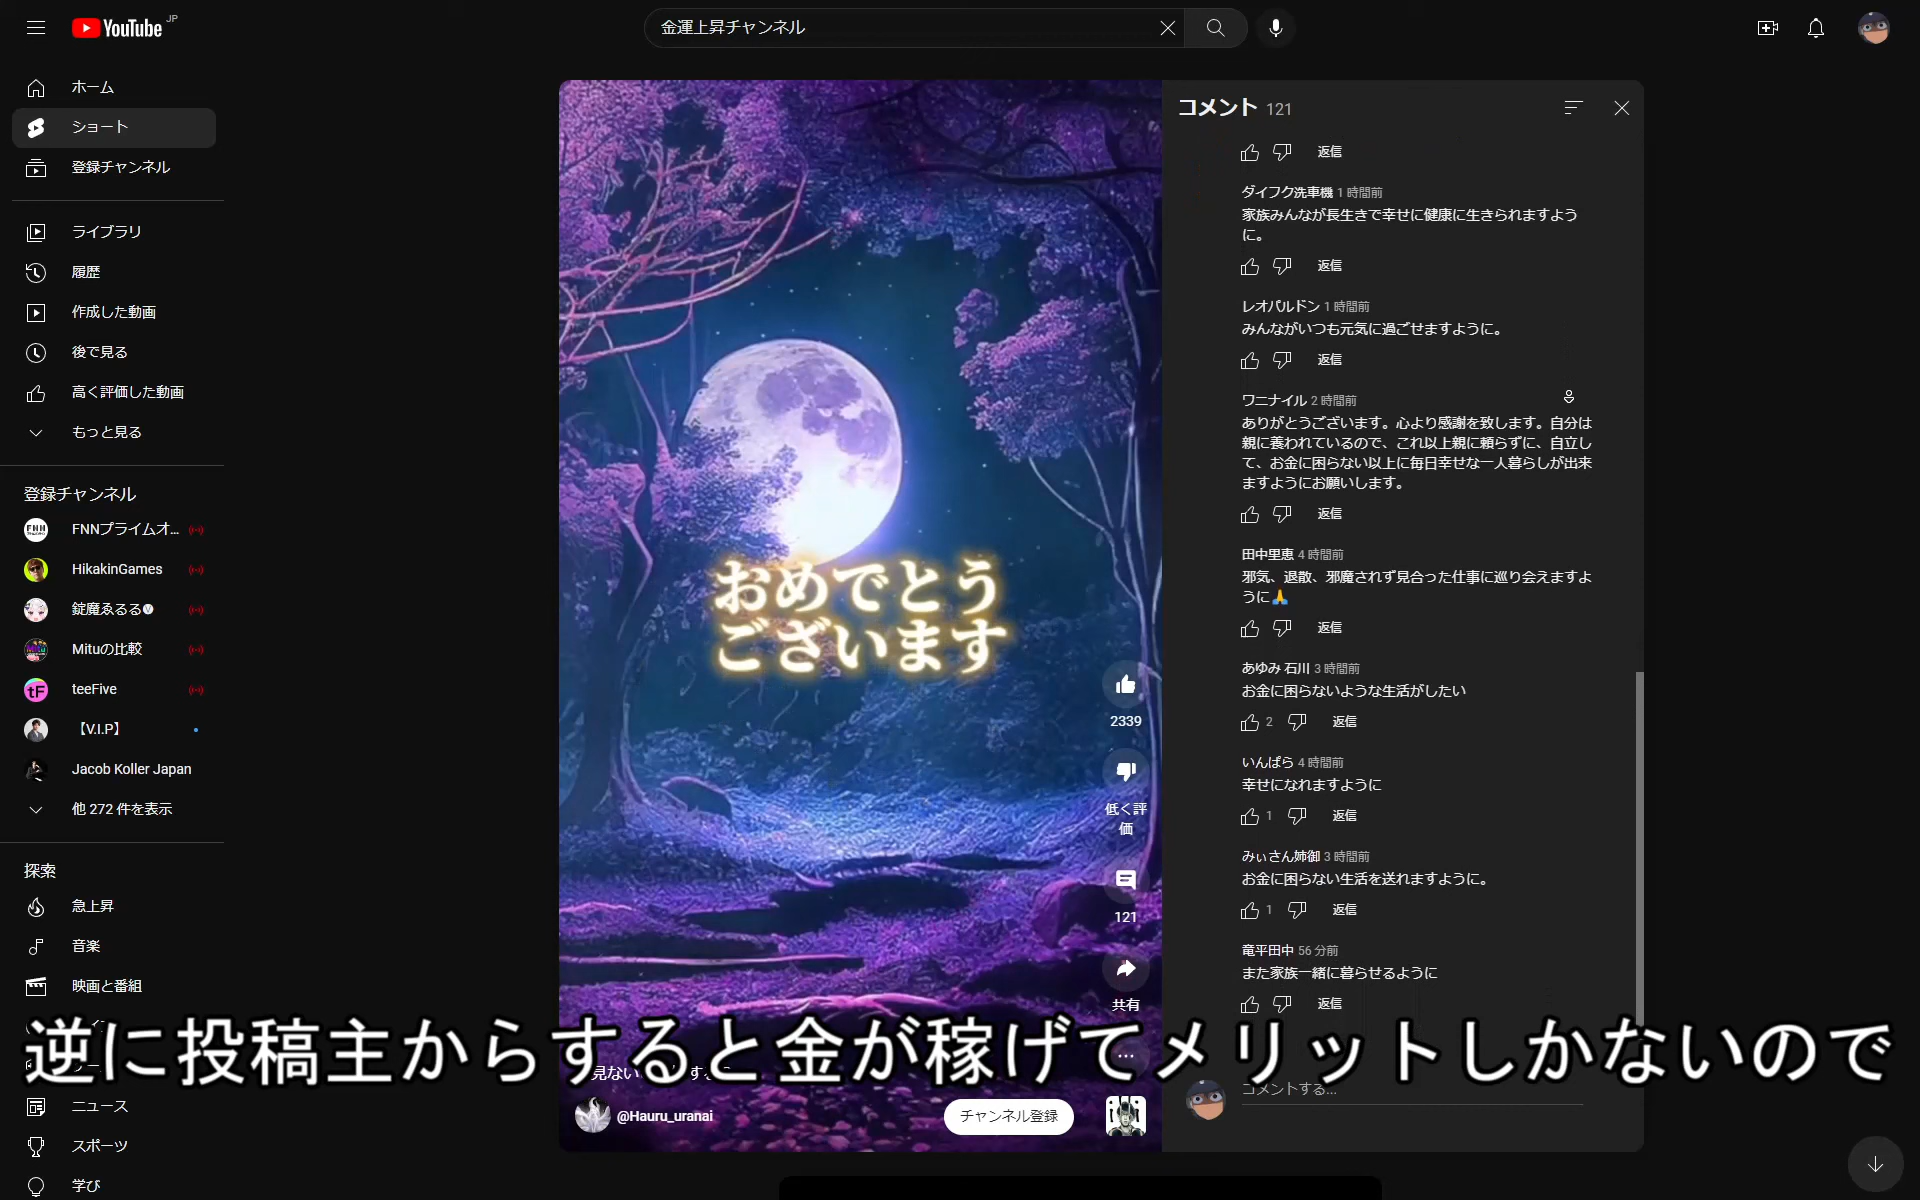 YouTube JP
金運上昇チャンネル
ホーム
ショート
登録チャンネル
ライブラリ
履歴
作成した動画
後で見る
高く評価した動画
もっと見る
登録チャンネル
FNNプライムオ...
HikakinGames
錠魔ゑるる
Mituの比較
teeFive
【V.I.P】
Jacob Koller Japan
他 272 件を表示
探索
急上昇
音楽
映画と番組
ニュース
スポーツ
学び
おめでとう
ございます
2339
低く評
価
121
共有
@Hauru_uranai
チャンネル登録
コメント 121
返信
ダイフク洗車機 1 時間前
家族みんなが長生きで幸せに健康に生きられますよう
に。
返信
レオパルドン 1 時間前
みんながいつも元気に過ごせますように。
返信
ワニナイル 2 時間前
ありがとうございます。心より感謝を致します。自分は
親に養われているので、これ以上親に頼らずに、自立し
て、お金に困らない以上に毎日幸せな一人暮らしが出来
ますようにお願いします。
返信
田中里恵 4 時間前
邪気、退散、邪魔されず見合った仕事に巡り会えますよ
うに🙏
返信
あゆみ 石川 3 時間前
お金に困らないような生活がしたい
2 返信
いんぱら 4 時間前
幸せになれますように
1 返信
みぃさん姉御 3 時間前
お金に困らない生活を送れますように。
1 返信
竜平田中 56 分前
また家族一緒に暮らせるように
返信
コメントする...
逆に投稿主からすると金が稼げてメリットしかないので